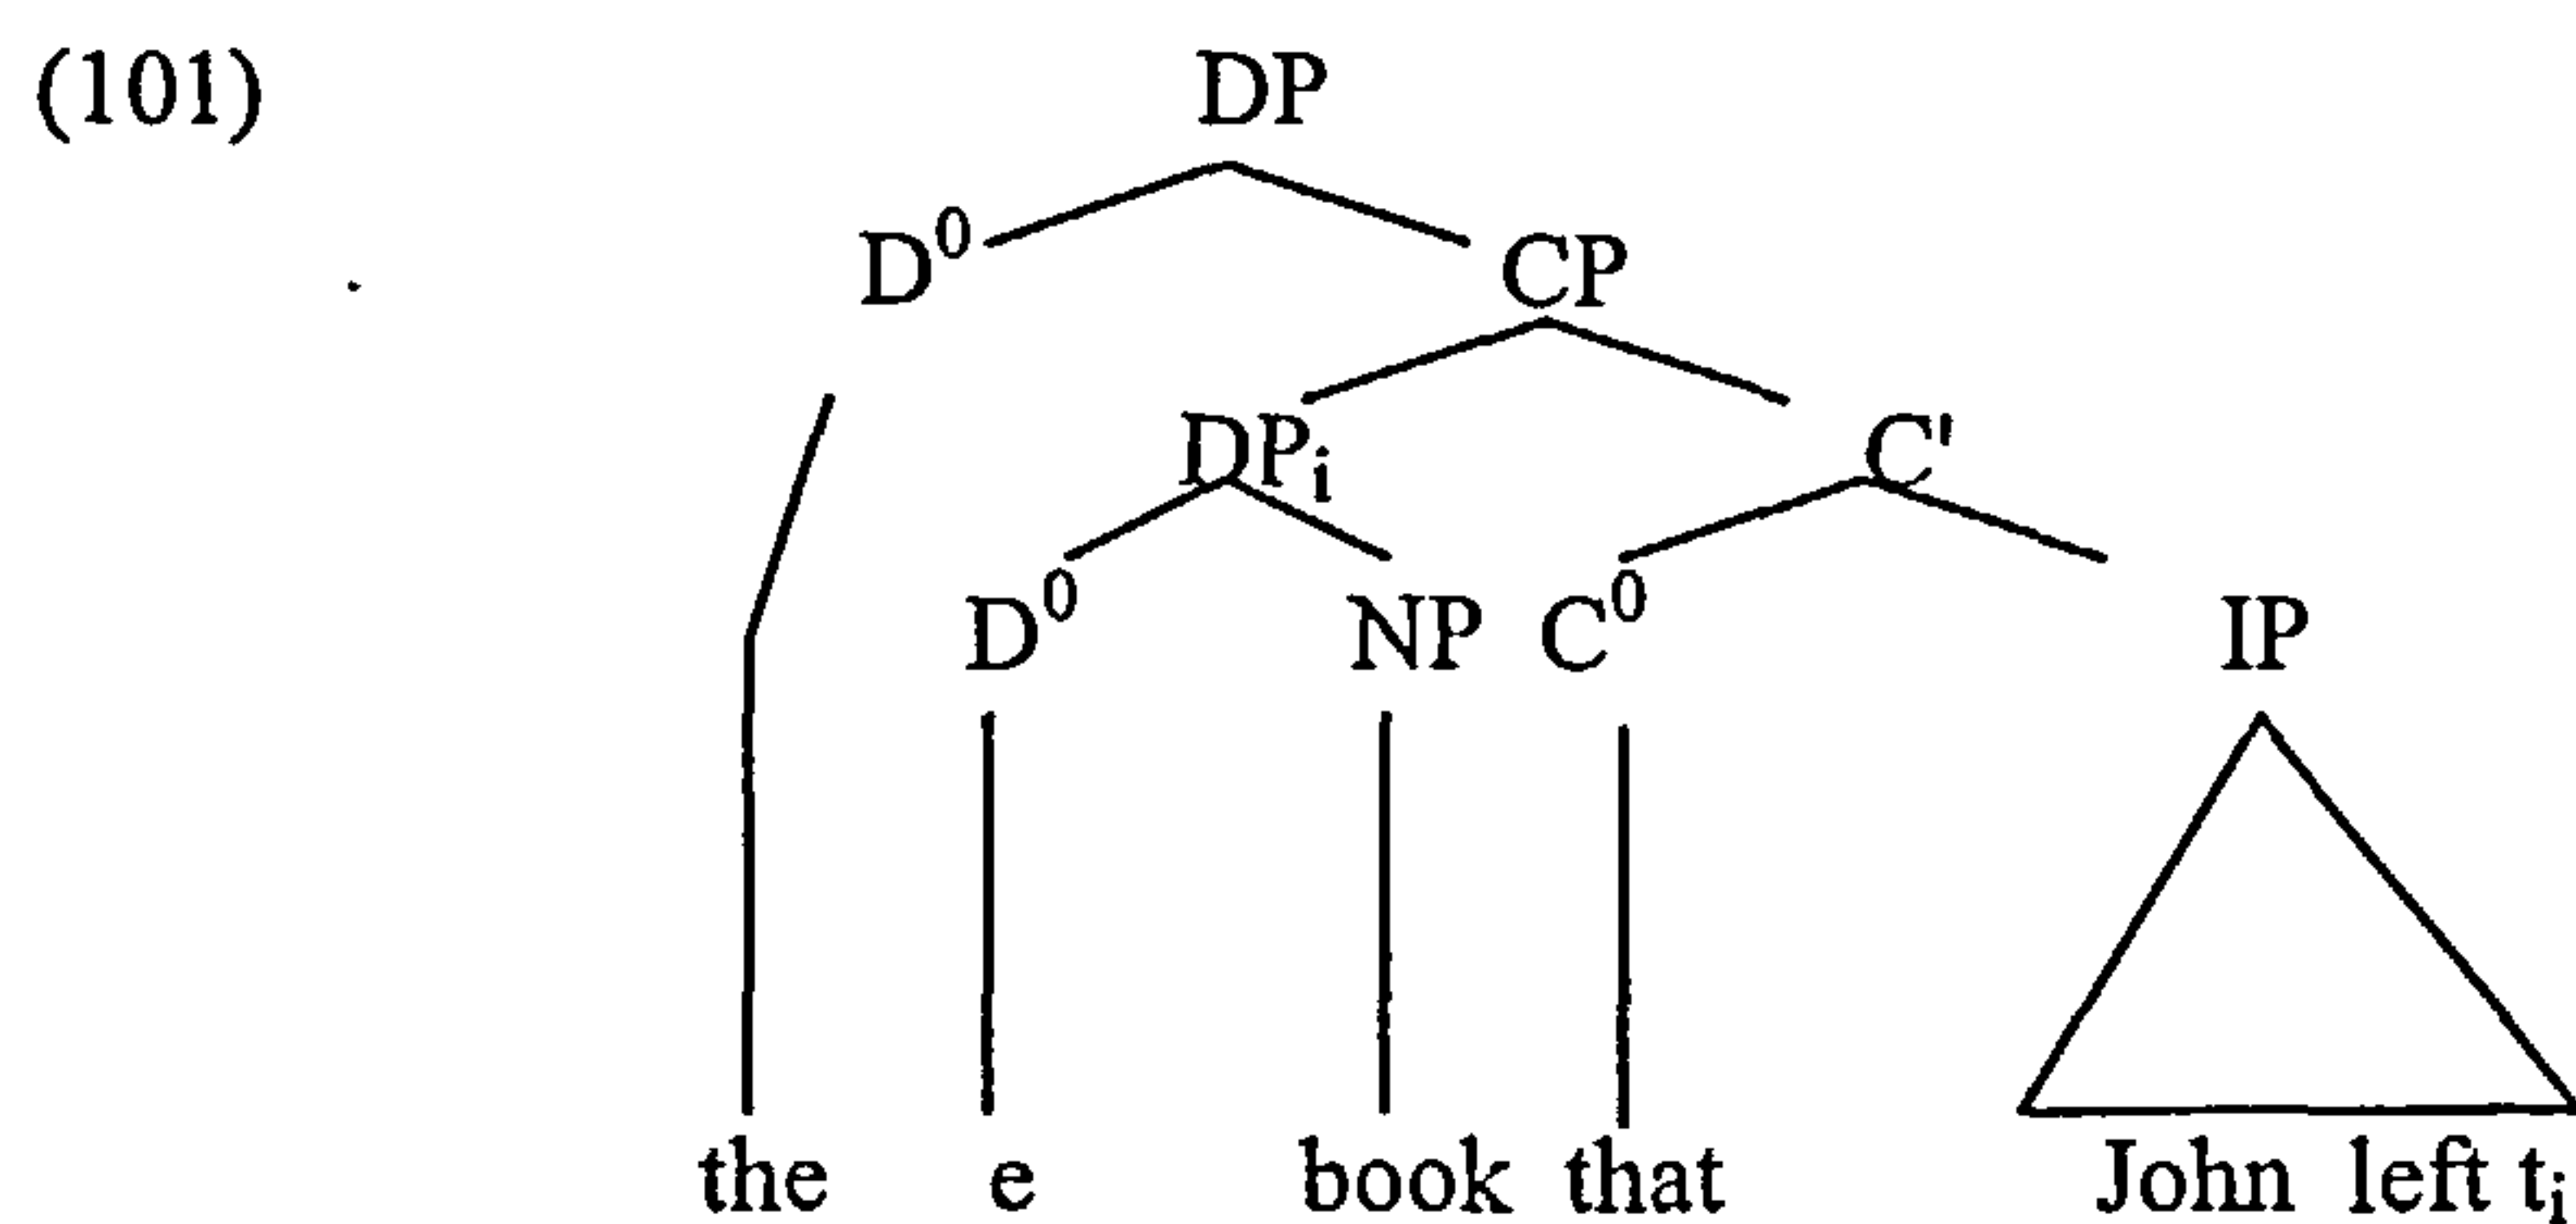 (101) DP
D⁰ CP
DPᵢ C'
D⁰ NP C⁰ IP
the e book that John left tᵢ